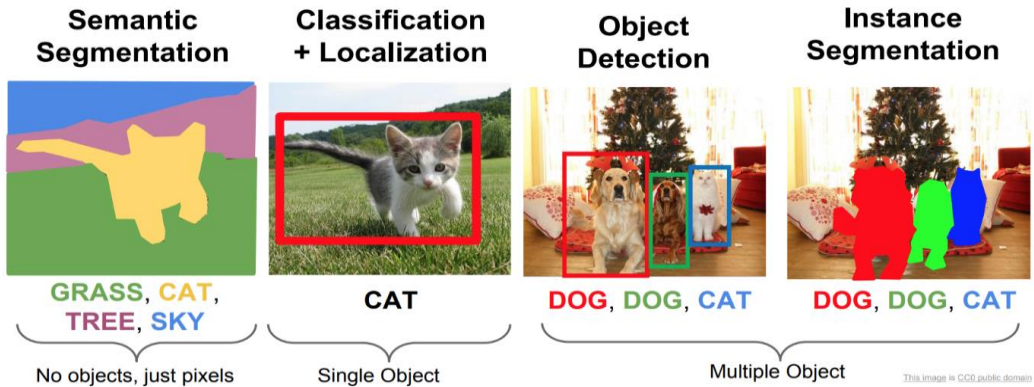 Semantic
Segmentation
Classification
+ Localization
Object
Detection
Instance
Segmentation
GRASS, CAT,
TREE, SKY
CAT
DOG, DOG, CAT
DOG, DOG, CAT
No objects, just pixels
Single Object
Multiple Object
This image is CC0 public domain